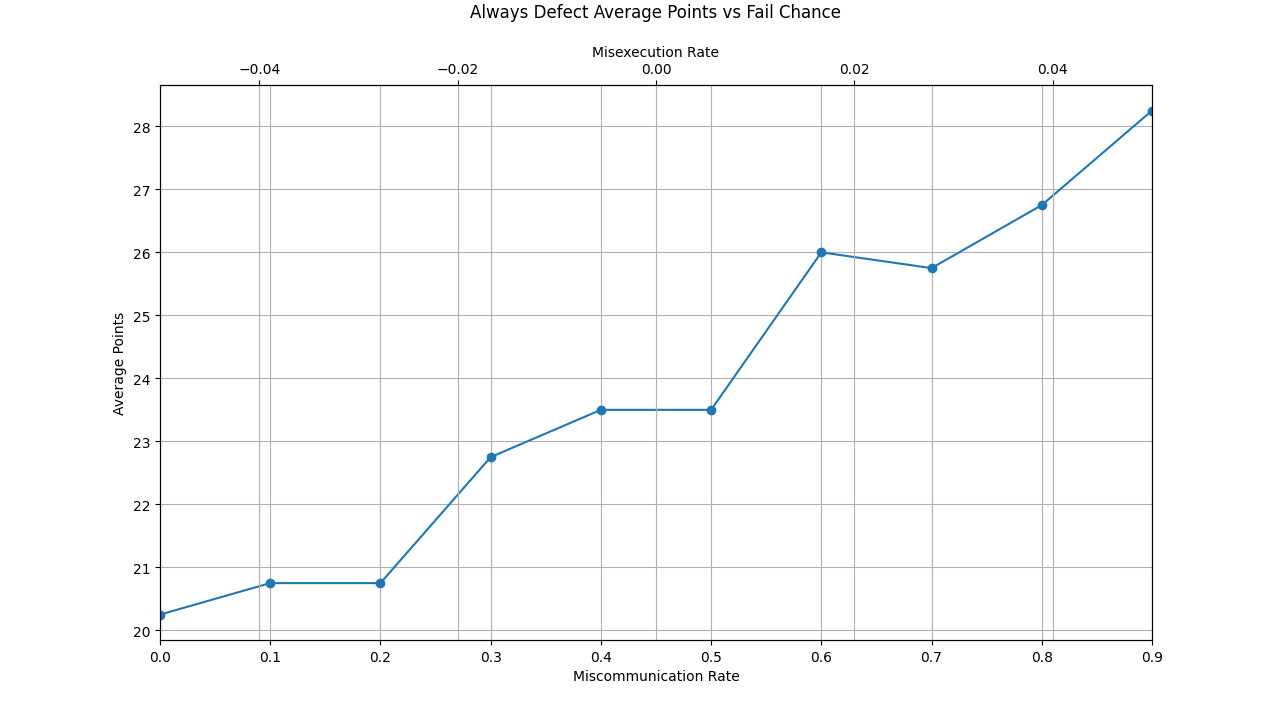 Always Defect Average Points vs Fail Chance
Misexecution Rate
−0.04 −0.02 0.00 0.02 0.04
28
27
26
25
24
23
22
21
20
Average Points
0.0 0.1 0.2 0.3 0.4 0.5 0.6 0.7 0.8 0.9
Miscommunication Rate